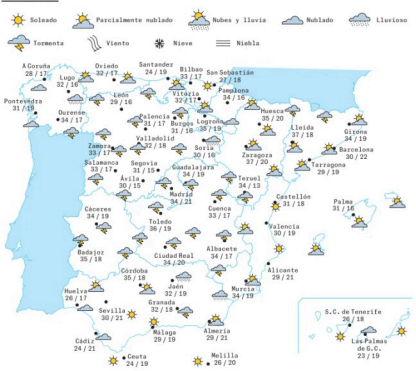 Soleado
Parcialmente nublado
Nubes y lluvia
Nublado
Lluvioso
Tormenta
Viento
Nieve
Niebla
A Coruña
28 / 17
Lugo
32 / 16
Oviedo
32 / 17
Santander
24 / 19
Bilbao
33 / 17
San Sebastián
27 / 18
Vitoria
32 / 17
Pamplona
34 / 16
Pontevedra
31 / 19
Ourense
34 / 17
León
29 / 16
Palencia
31 / 17
Burgos
31 / 16
Logroño
35 / 19
Huesca
35 / 20
Lleida
37 / 18
Girona
34 / 19
Barcelona
30 / 22
Tarragona
29 / 19
Zamora
33 / 17
Valladolid
32 / 18
Soria
30 / 16
Zaragoza
37 / 20
Salamanca
33 / 17
Segovia
31 / 15
Ávila
30 / 15
Guadalajara
34 / 19
Madrid
34 / 21
Teruel
34 / 13
Castellón
31 / 18
Palma
31 / 16
Cáceres
34 / 19
Toledo
36 / 19
Cuenca
33 / 17
Valencia
30 / 19
Badajoz
35 / 18
Ciudad Real
34 / 20
Albacete
34 / 17
Alicante
29 / 21
Huelva
26 / 17
Córdoba
35 / 18
Jaén
32 / 19
Murcia
34 / 19
Sevilla
30 / 21
Granada
32 / 18
Cádiz
24 / 21
Málaga
29 / 19
Almería
29 / 21
Ceuta
24 / 19
Melilla
26 / 20
S.C. de Tenerife
26 / 18
Las Palmas
de G.C.
23 / 19